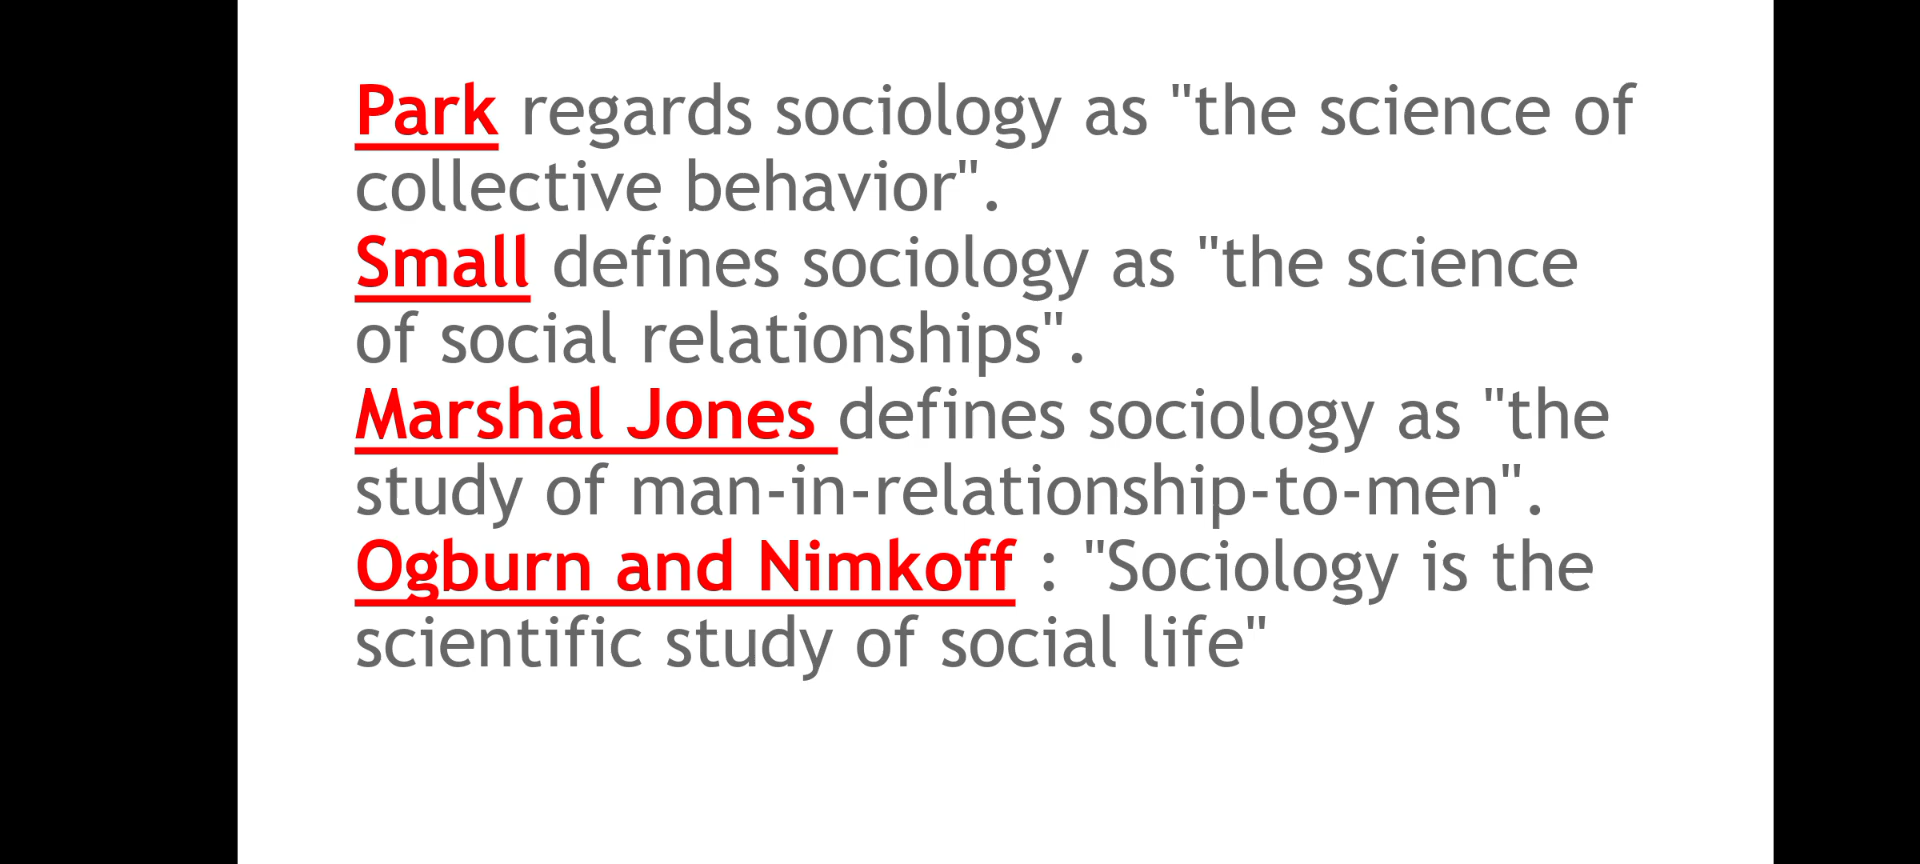 Park regards sociology as "the science of
collective behavior".
Small defines sociology as "the science
of social relationships".
Marshal Jones defines sociology as "the
study of man-in-relationship-to-men".
Ogburn and Nimkoff : "Sociology is the
scientific study of social life"